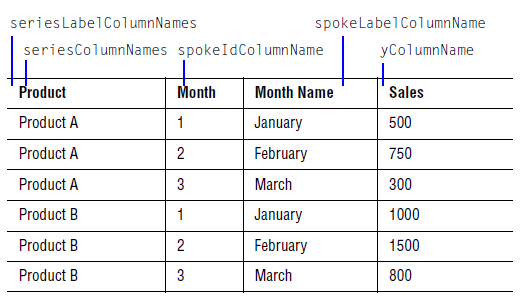 seriesLabelColumnNames spokeLabelColumnName
seriesColumnNames spokeIdColumnName yColumnName
Product Month Month Name Sales
Product A 1 January 500
Product A 2 February 750
Product A 3 March 300
Product B 1 January 1000
Product B 2 February 1500
Product B 3 March 800